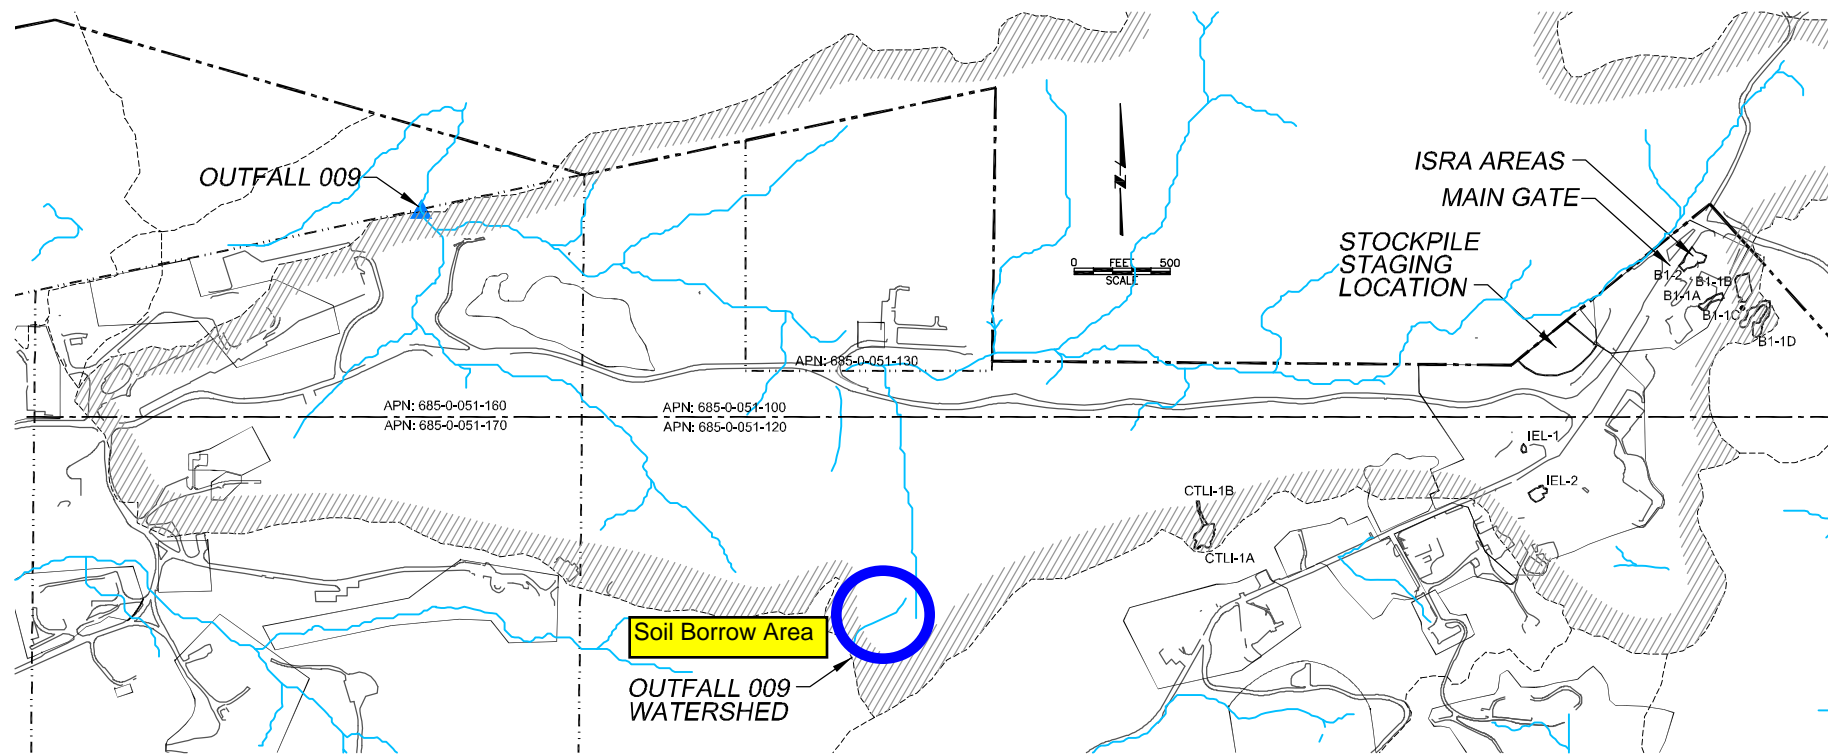 OUTFALL 009
ISRA AREAS
MAIN GATE
STOCKPILE
STAGING
LOCATION
N
0 FEET 500
SCALE
B1-2
B1-1B
B1-1A
B1-1C
B1-1D
APN: 685-0-051-130
APN: 685-0-051-160
APN: 685-0-051-170
APN: 685-0-051-100
APN: 685-0-051-120
IEL-1
IEL-2
CTLI-1B
CTLI-1A
Soil Borrow Area
OUTFALL 009
WATERSHED